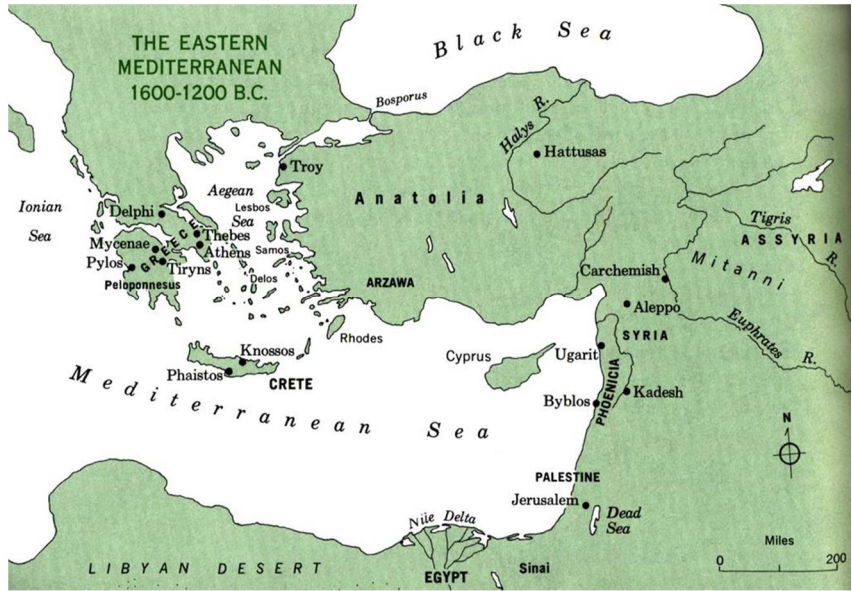 THE EASTERN
MEDITERRANEAN
1600-1200 B.C.
Black Sea
Bosporus
Halys R.
Hattusas
Troy
Anatolia
Aegean
Sea
Lesbos
Ionian
Sea
Delphi
GREECE
Thebes
Athens
Samos
Mycenae
Pylos
Tiryns
Peloponnesus
Delos
ARZAWA
Tigris
R.
ASSYRIA
Mitanni
Carchemish
Aleppo
Euphrates
R.
SYRIA
Rhodes
Knossos
Phaistos
CRETE
Cyprus
Ugarit
PHOENICIA
Kadesh
Byblos
Mediterranean Sea
N
PALESTINE
Jerusalem
Dead
Sea
Nile Delta
Miles
0 200
LIBYAN DESERT
EGYPT
Sinai